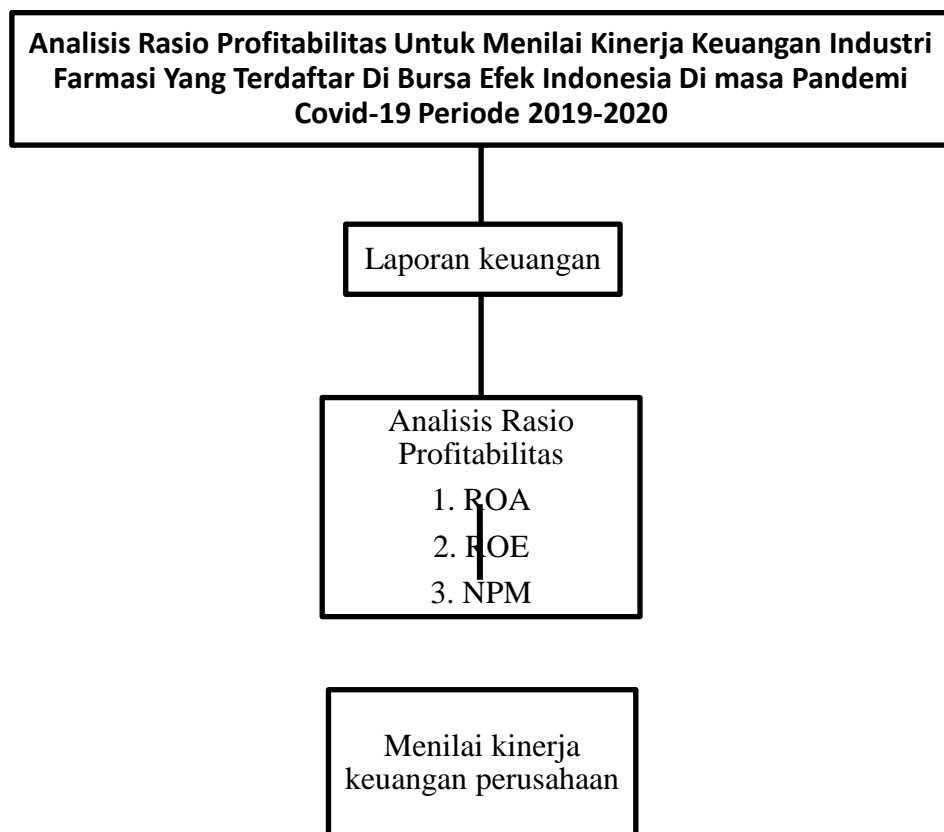 Analisis Rasio Profitabilitas Untuk Menilai Kinerja Keuangan Industri
Farmasi Yang Terdaftar Di Bursa Efek Indonesia Di masa Pandemi
Covid-19 Periode 2019-2020
Laporan keuangan
Analisis Rasio
Profitabilitas
1. ROA
2. ROE
3. NPM
Menilai kinerja
keuangan perusahaan